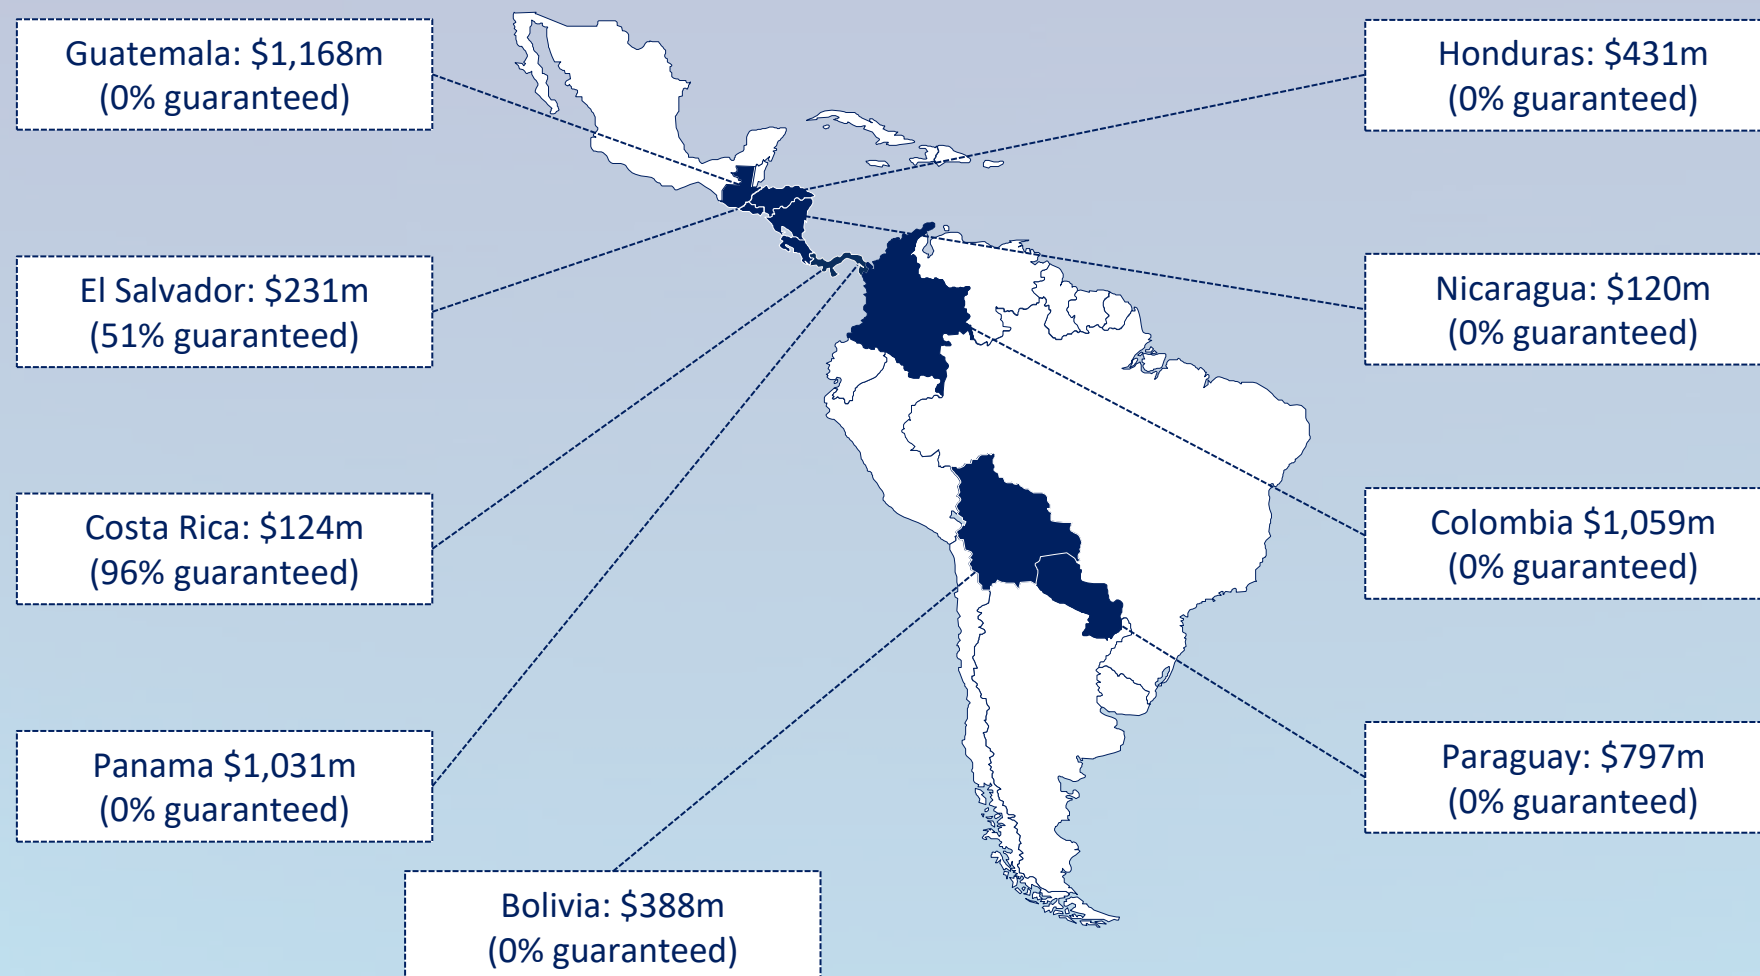 Guatemala: $1,168m
(0% guaranteed)
Honduras: $431m
(0% guaranteed)
El Salvador: $231m
(51% guaranteed)
Nicaragua: $120m
(0% guaranteed)
Costa Rica: $124m
(96% guaranteed)
Colombia $1,059m
(0% guaranteed)
Panama $1,031m
(0% guaranteed)
Paraguay: $797m
(0% guaranteed)
Bolivia: $388m
(0% guaranteed)